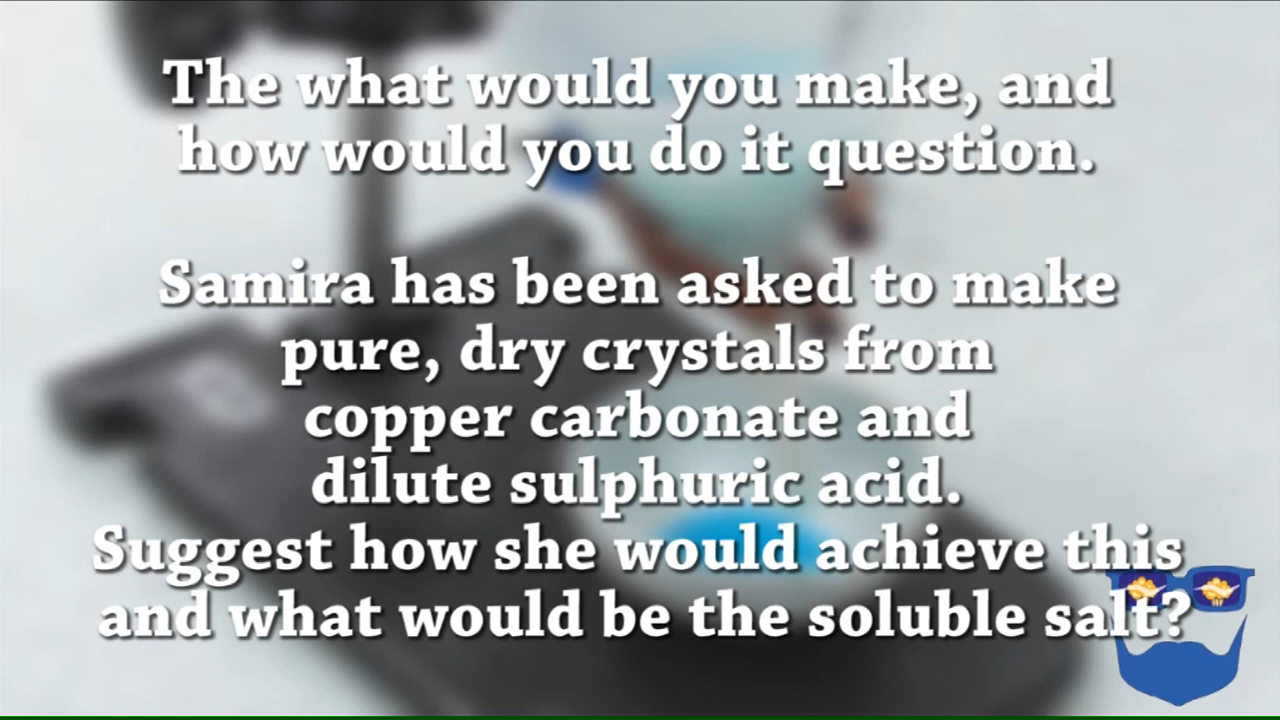 The what would you make, and
how would you do it question.
Samira has been asked to make
pure, dry crystals from
copper carbonate and
dilute sulphuric acid.
Suggest how she would achieve this
and what would be the soluble salt?